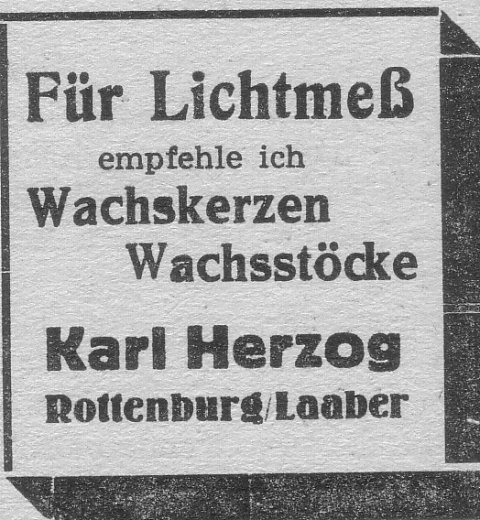 Für Lichtmeß
empfehle ich
Wachskerzen
Wachsstöcke
Karl Herzog
Rottenburg/Laaber